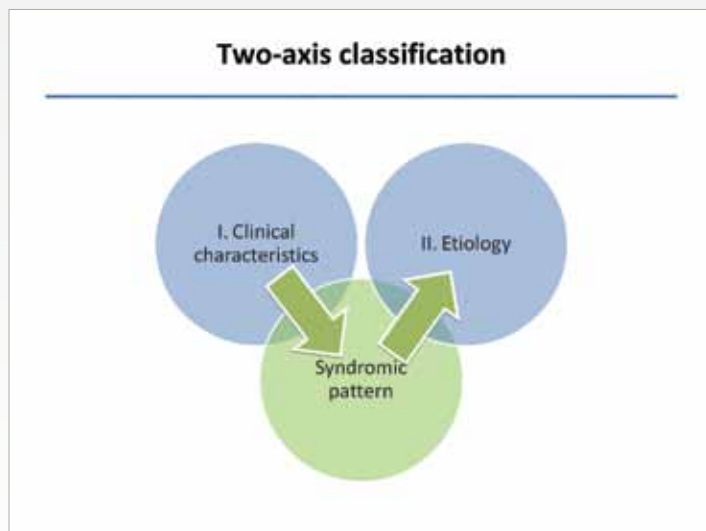 Two-axis classification
I. Clinical
characteristics
II. Etiology
Syndromic
pattern